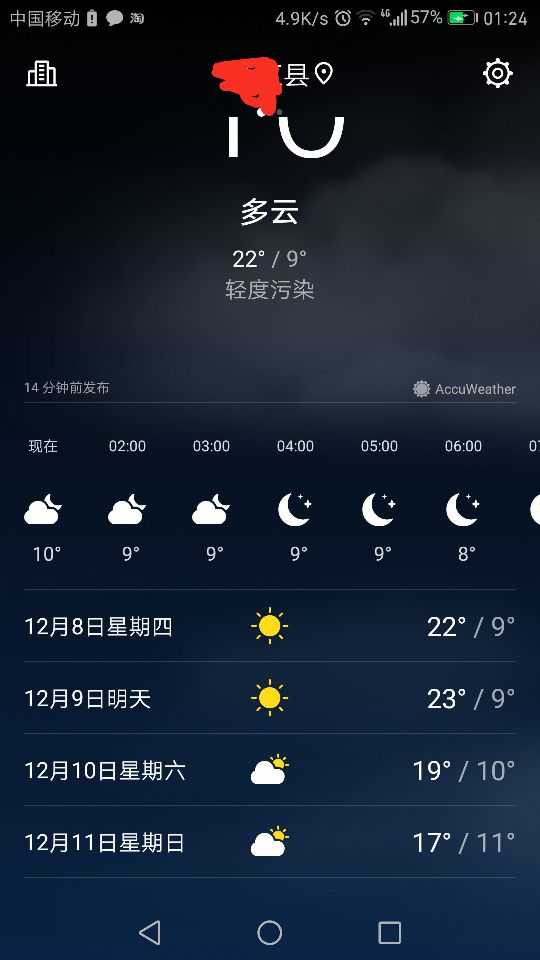 中国移动 淘 4.9K/s 4G 57% 01:24
县
10
多云
22° / 9°
轻度污染
14 分钟前发布 AccuWeather
现在 02:00 03:00 04:00 05:00 06:00
10° 9° 9° 9° 9° 8°
12月8日星期四 22° / 9°
12月9日明天 23° / 9°
12月10日星期六 19° / 10°
12月11日星期日 17° / 11°